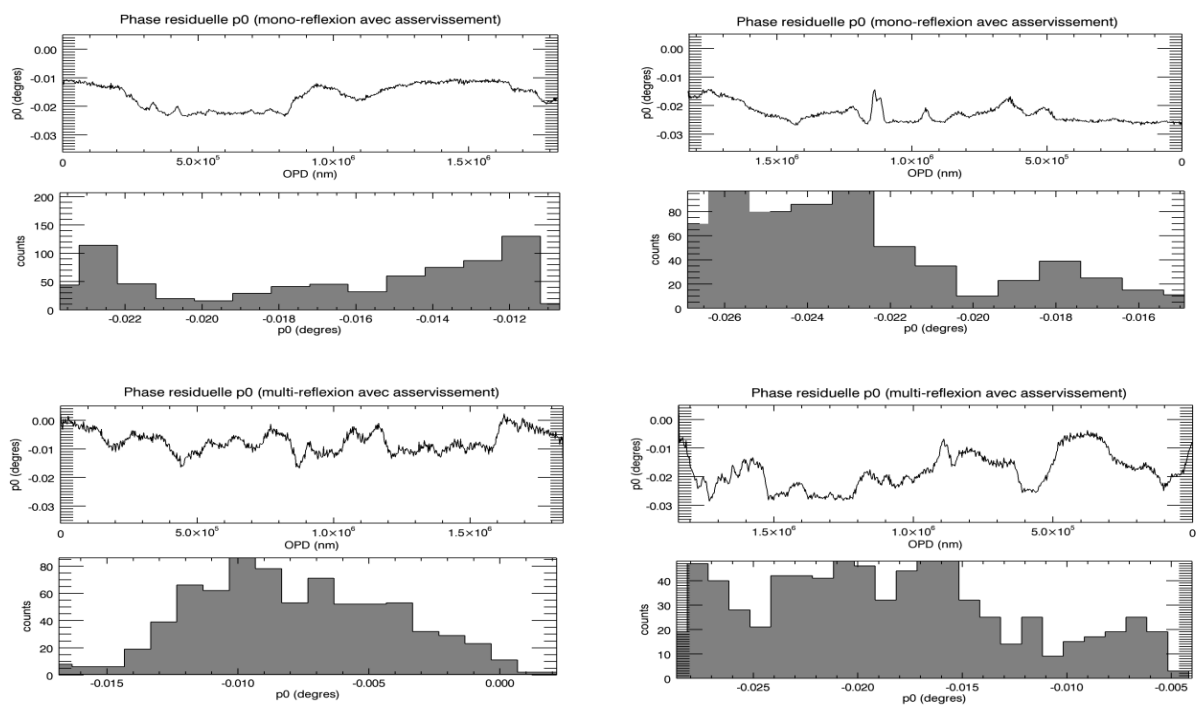 Phase residuelle p0 (mono-reflexion avec asservissement)
0.00
-0.01
-0.02
-0.03
p0 (degres)
0 5.0×10⁵ 1.0×10⁶ 1.5×10⁶
OPD (nm)
200
150
100
50
0
counts
-0.022 -0.020 -0.018 -0.016 -0.014 -0.012
p0 (degres)
Phase residuelle p0 (mono-reflexion avec asservissement)
0.00
-0.01
-0.02
-0.03
p0 (degres)
1.5×10⁶ 1.0×10⁶ 5.0×10⁵ 0
OPD (nm)
80
60
40
20
0
counts
-0.026 -0.024 -0.022 -0.020 -0.018 -0.016
p0 (degres)
Phase residuelle p0 (multi-reflexion avec asservissement)
0.00
-0.01
-0.02
-0.03
p0 (degres)
0 5.0×10⁵ 1.0×10⁶ 1.5×10⁶
OPD (nm)
80
60
40
20
0
counts
-0.015 -0.010 -0.005 0.000
p0 (degres)
Phase residuelle p0 (multi-reflexion avec asservissement)
0.00
-0.01
-0.02
-0.03
p0 (degres)
1.5×10⁶ 1.0×10⁶ 5.0×10⁵ 0
OPD (nm)
40
30
20
10
0
counts
-0.025 -0.020 -0.015 -0.010 -0.005
p0 (degres)